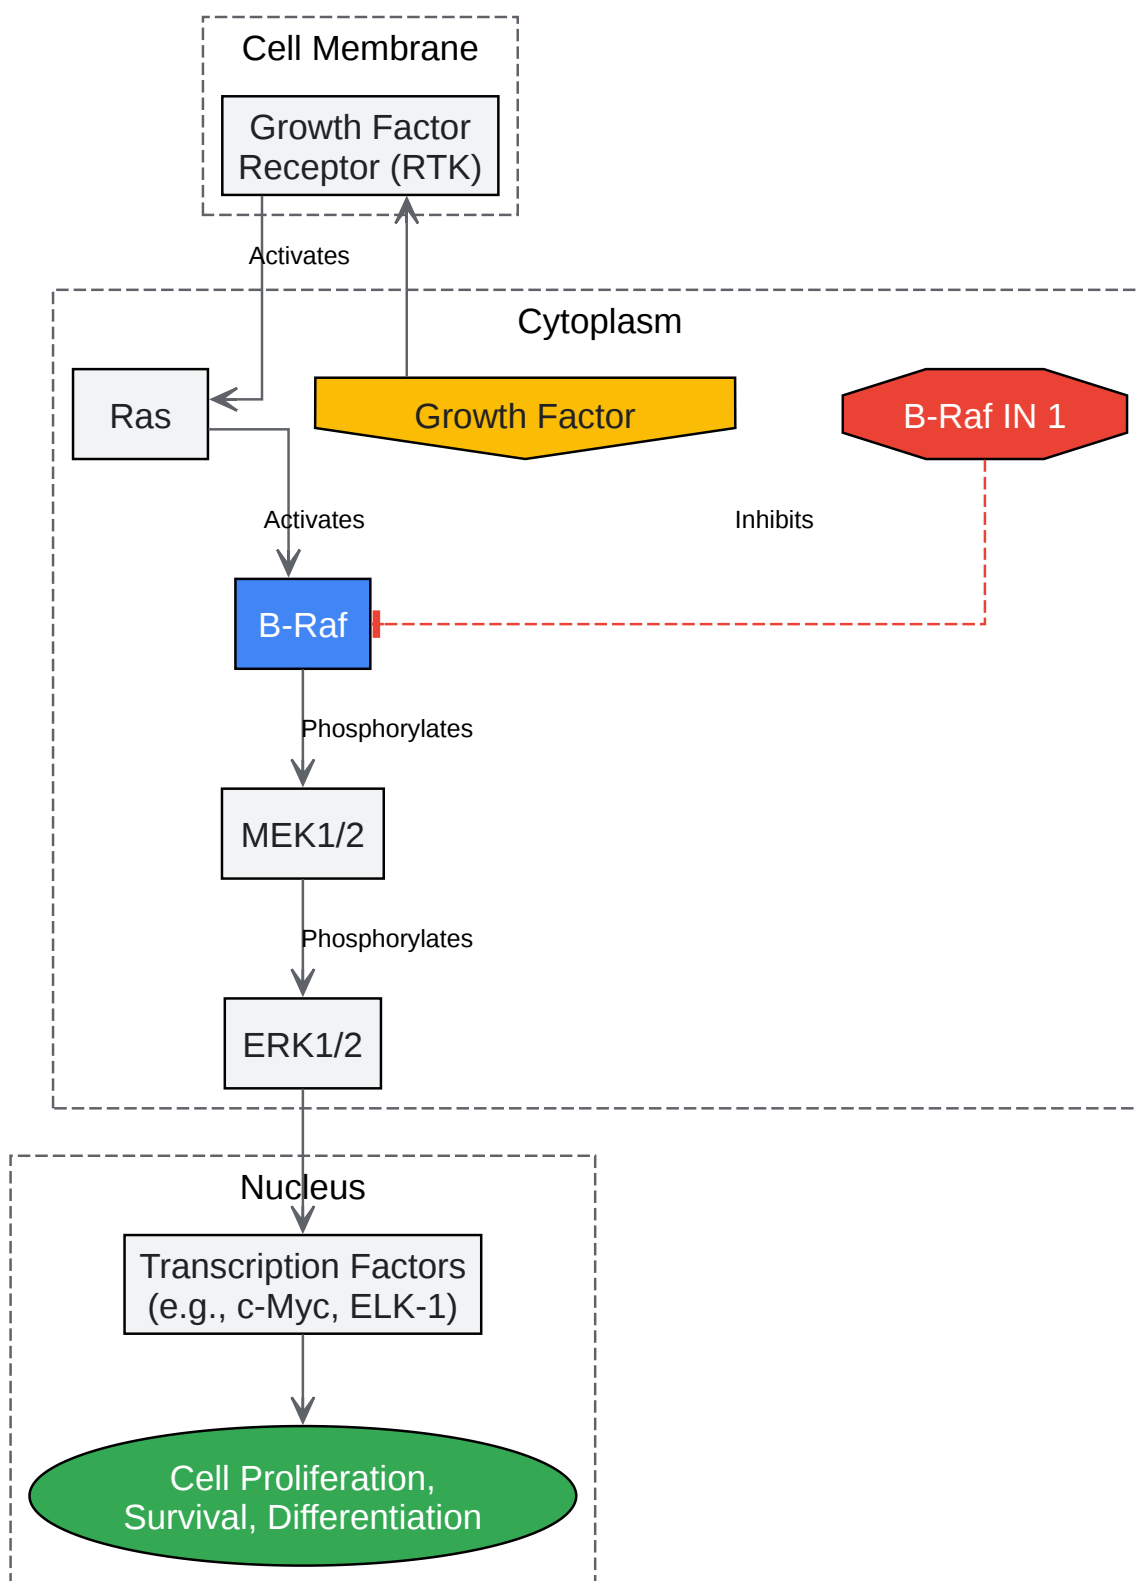 Cell Membrane
Growth Factor
Receptor (RTK)
Activates
Cytoplasm
Ras
Growth Factor
B-Raf IN 1
Activates
Inhibits
B-Raf
Phosphorylates
MEK1/2
Phosphorylates
ERK1/2
Nucleus
Transcription Factors
(e.g., c-Myc, ELK-1)
Cell Proliferation,
Survival, Differentiation